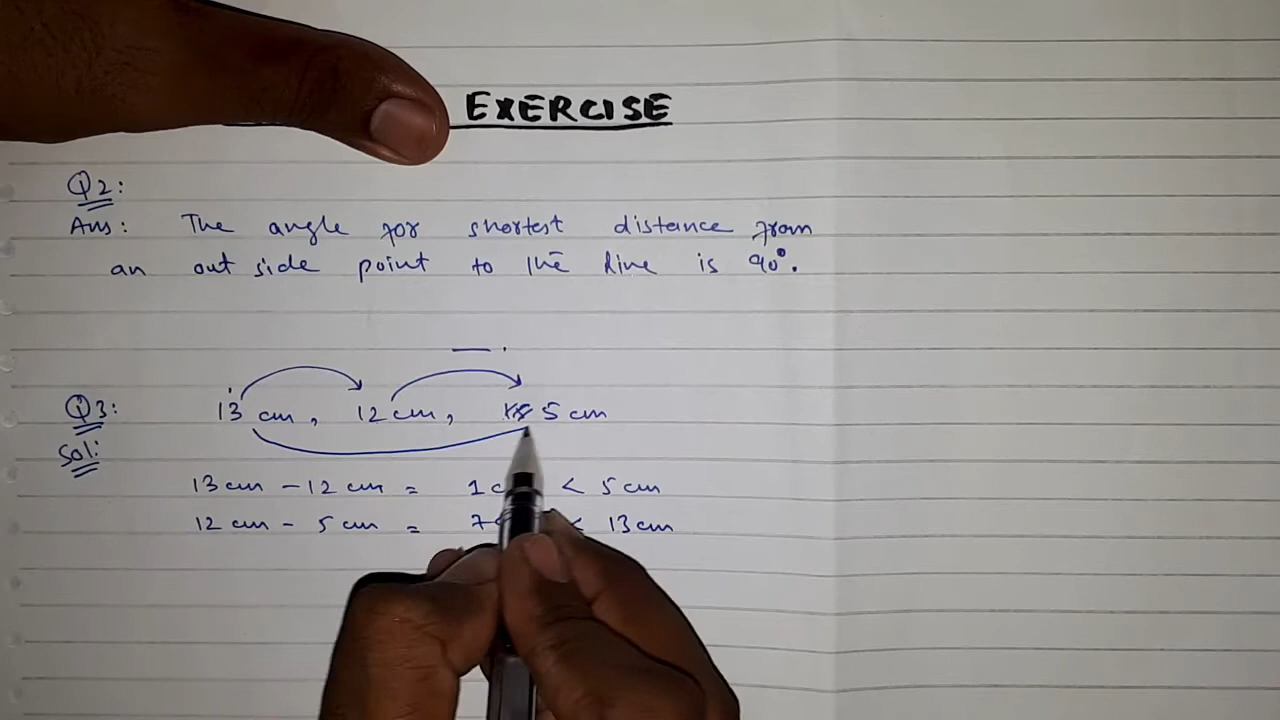 EXERCISE
Q2:
Ans: The angle for shortest distance from
an out side point to the line is 90°.
Q3: 13 cm, 12 cm, 5 cm
Sol:
13 cm - 12 cm = 1 < 5 cm
12 cm - 5 cm = 7 < 13 cm